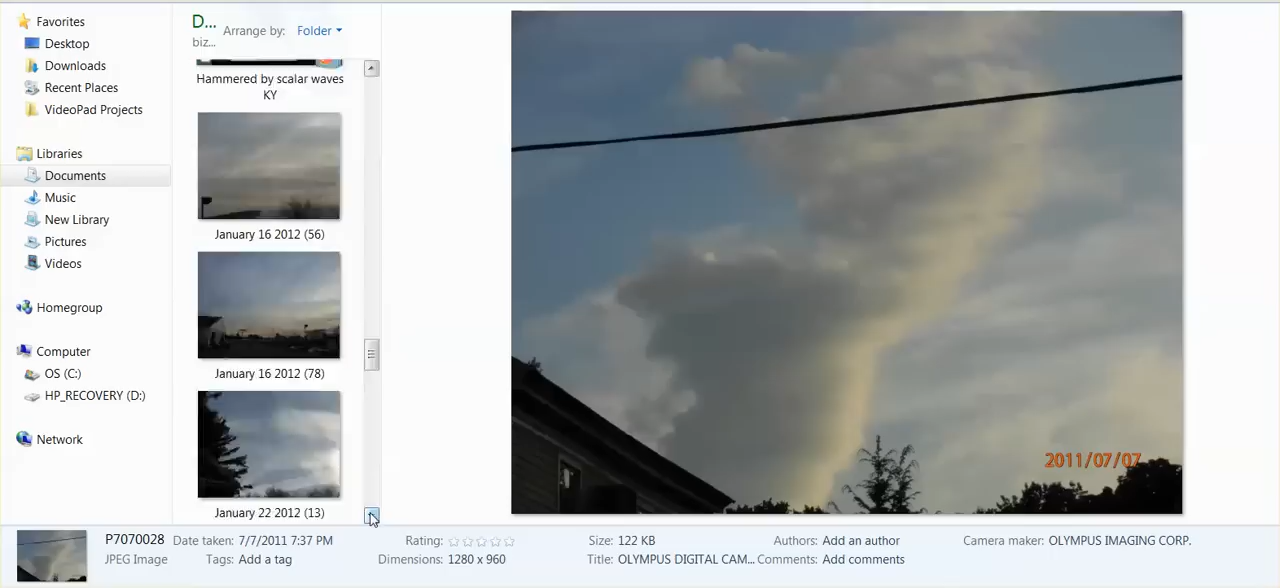 Favorites
Desktop
Downloads
Recent Places
VideoPad Projects
Libraries
Documents
Music
New Library
Pictures
Videos
Homegroup
Computer
OS (C:)
HP_RECOVERY (D:)
Network
D...
biz...
Arrange by: Folder
Hammered by scalar waves
KY
January 16 2012 (56)
January 16 2012 (78)
January 22 2012 (13)
2011/07/07
P7070028
JPEG Image
Date taken: 7/7/2011 7:37 PM
Tags: Add a tag
Rating:
Dimensions: 1280 x 960
Size: 122 KB
Title: OLYMPUS DIGITAL CAM...
Authors: Add an author
Comments: Add comments
Camera maker: OLYMPUS IMAGING CORP.